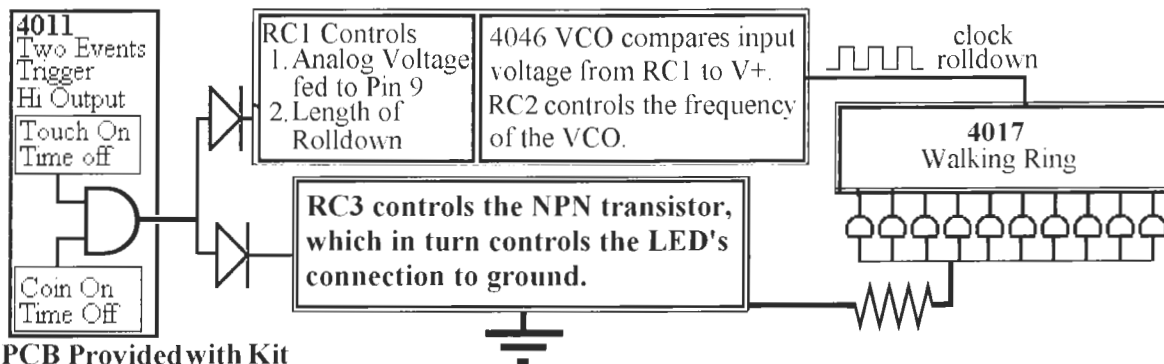 4011
Two Events
Trigger
Hi Output
Touch On
Time off
Coin On
Time Off
PCB Provided with Kit
RC1 Controls
1. Analog Voltage
fed to Pin 9
2. Length of
Rolldown
4046 VCO compares input
voltage from RC1 to V+.
RC2 controls the frequency
of the VCO.
clock
rolldown
4017
Walking Ring
RC3 controls the NPN transistor,
which in turn controls the LED's
connection to ground.